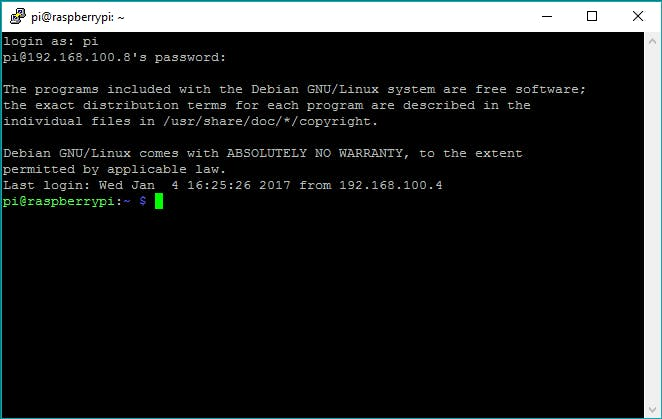 pi@raspberrypi: ~
login as: pi
pi@192.168.100.8's password:
The programs included with the Debian GNU/Linux system are free software;
the exact distribution terms for each program are described in the
individual files in /usr/share/doc/*/copyright.
Debian GNU/Linux comes with ABSOLUTELY NO WARRANTY, to the extent
permitted by applicable law.
Last login: Wed Jan  4 16:25:26 2017 from 192.168.100.4
pi@raspberrypi:~ $